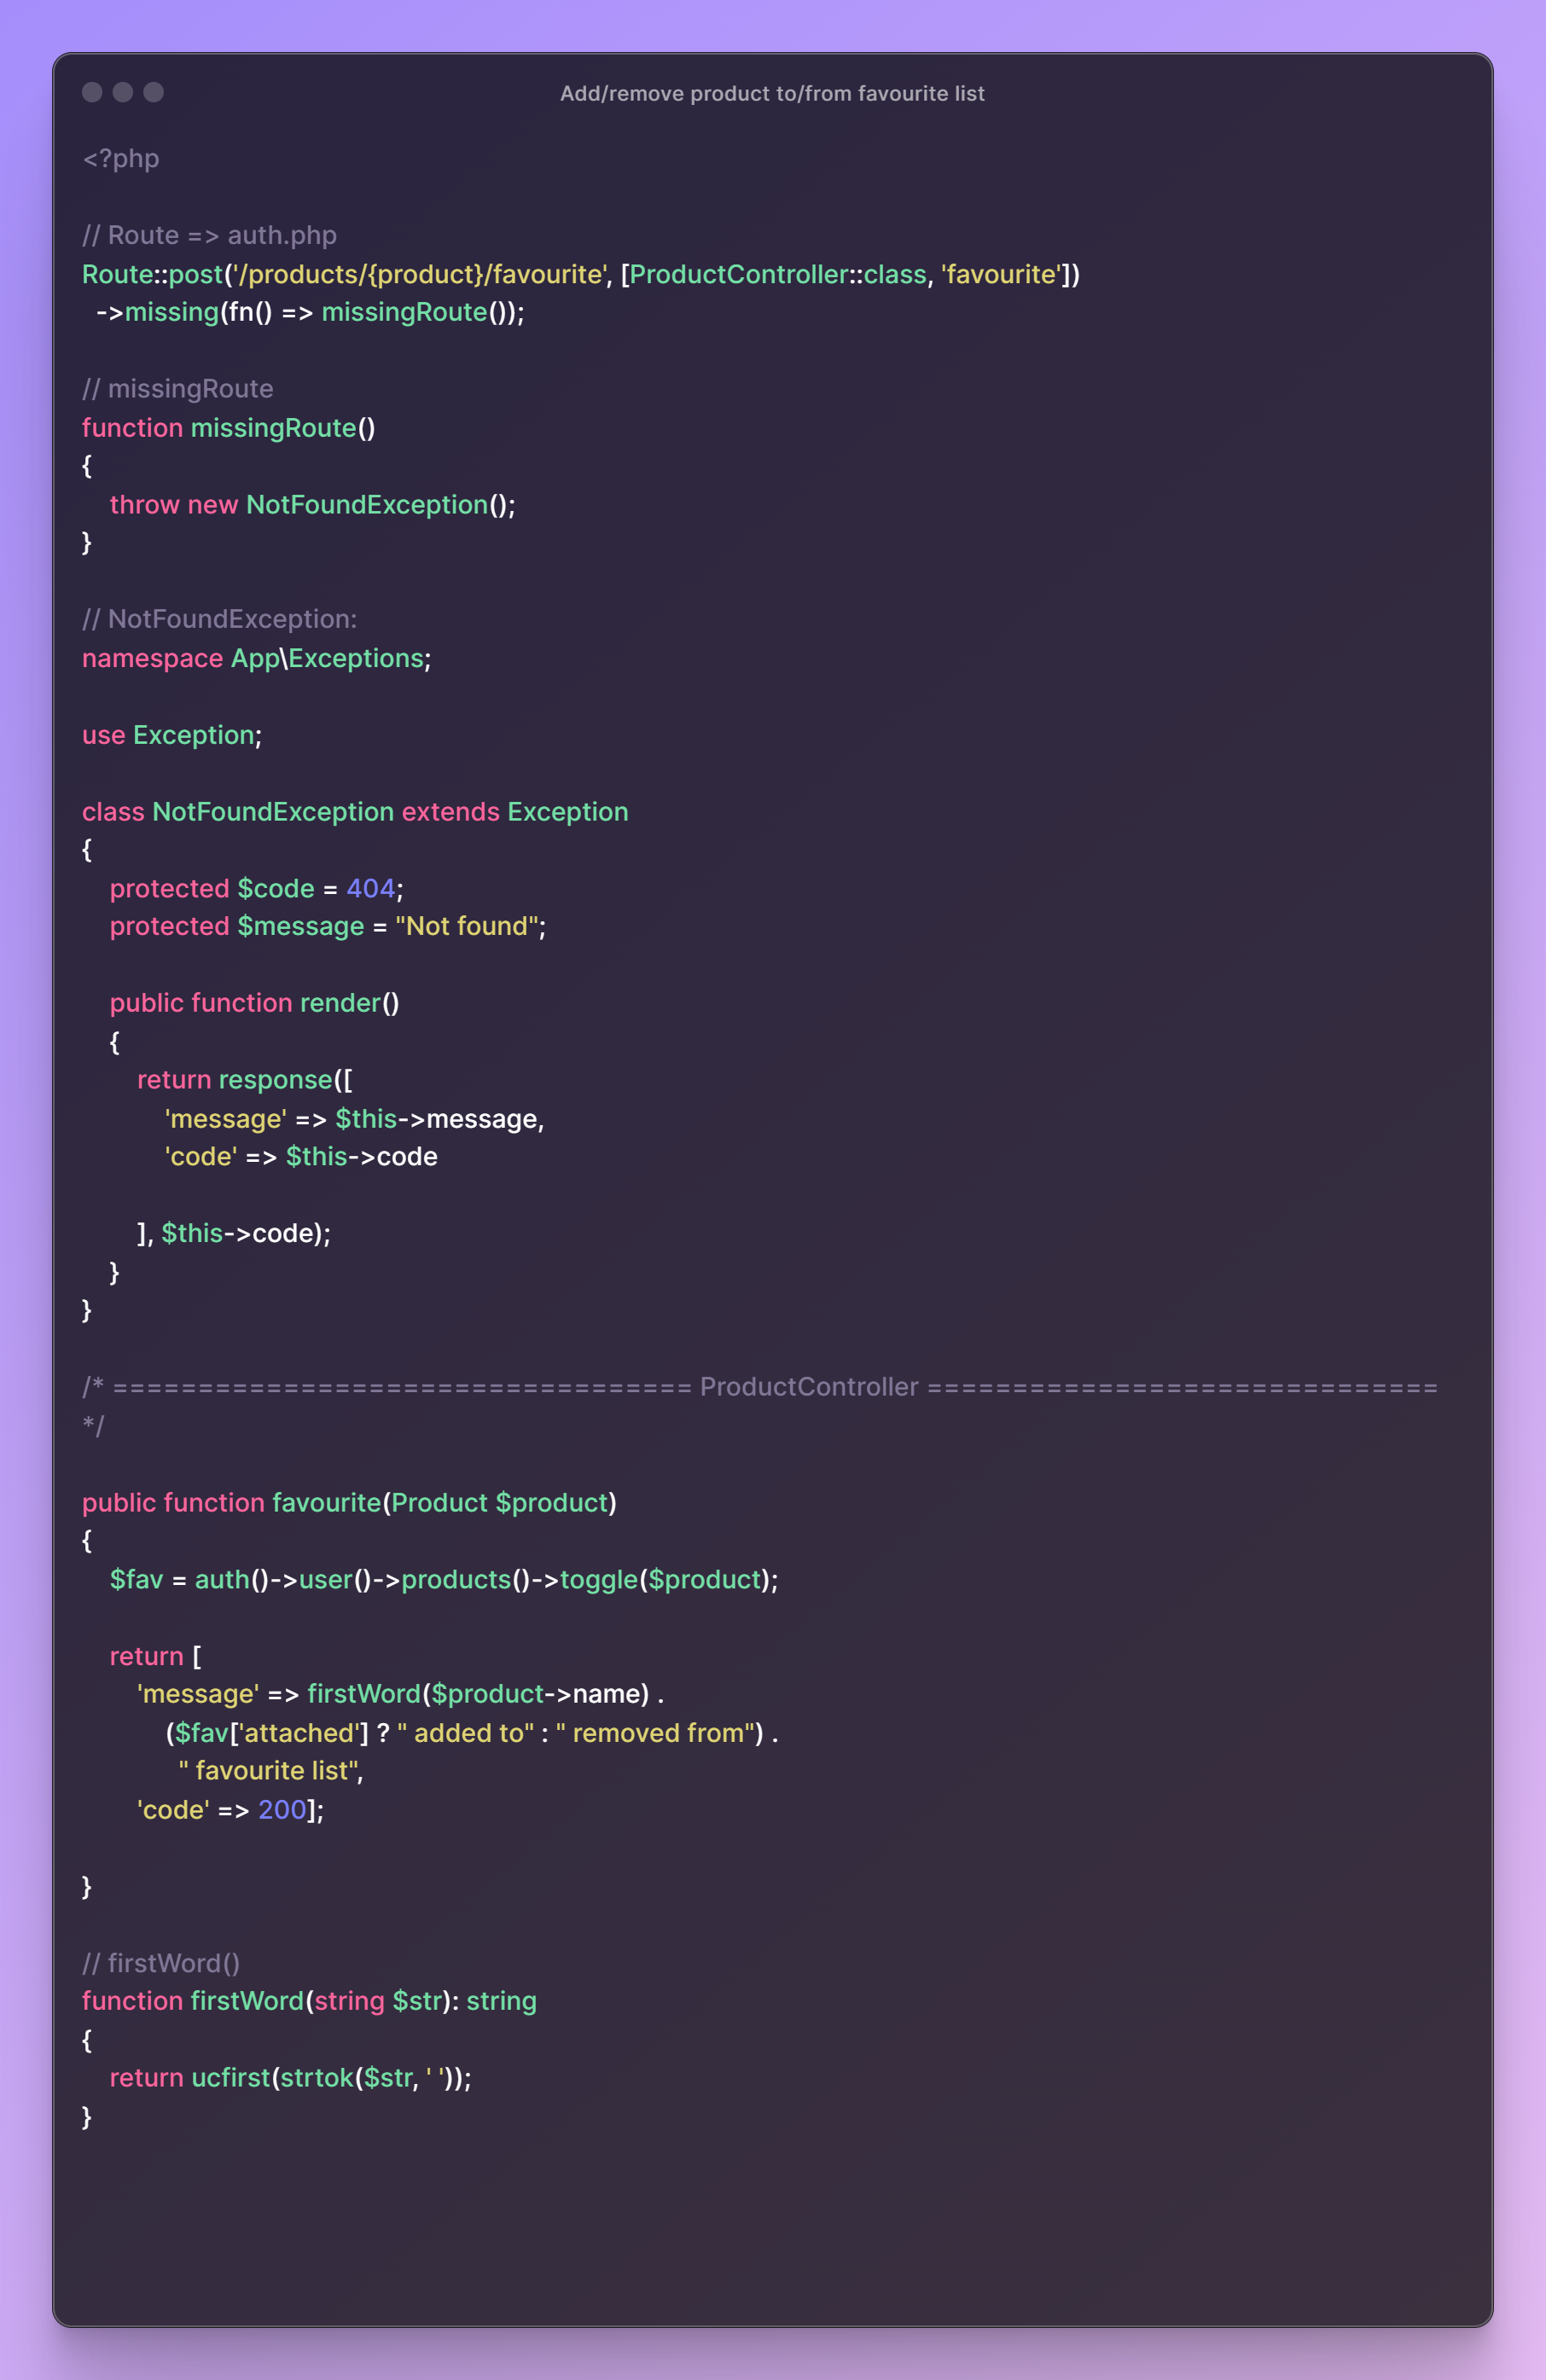 Add/remove product to/from favourite list
<?php
// Route => auth.php
Route::post('/products/{product}/favourite', [ProductController::class, 'favourite'])
  ->missing(fn() => missingRoute());
// missingRoute
function missingRoute()
{
    throw new NotFoundException();
}
// NotFoundException:
namespace App\Exceptions;
use Exception;
class NotFoundException extends Exception
{
    protected $code = 404;
    protected $message = "Not found";
    public function render()
    {
        return response([
            'message' => $this->message,
            'code' => $this->code
        ], $this->code);
    }
}
/* ================================== ProductController ==============================
*/
public function favourite(Product $product)
{
    $fav = auth()->user()->products()->toggle($product);
    return [
        'message' => firstWord($product->name) .
            ($fav['attached'] ? " added to" : " removed from") .
              " favourite list",
        'code' => 200];
}
// firstWord()
function firstWord(string $str): string
{
    return ucfirst(strtok($str, ' '));
}